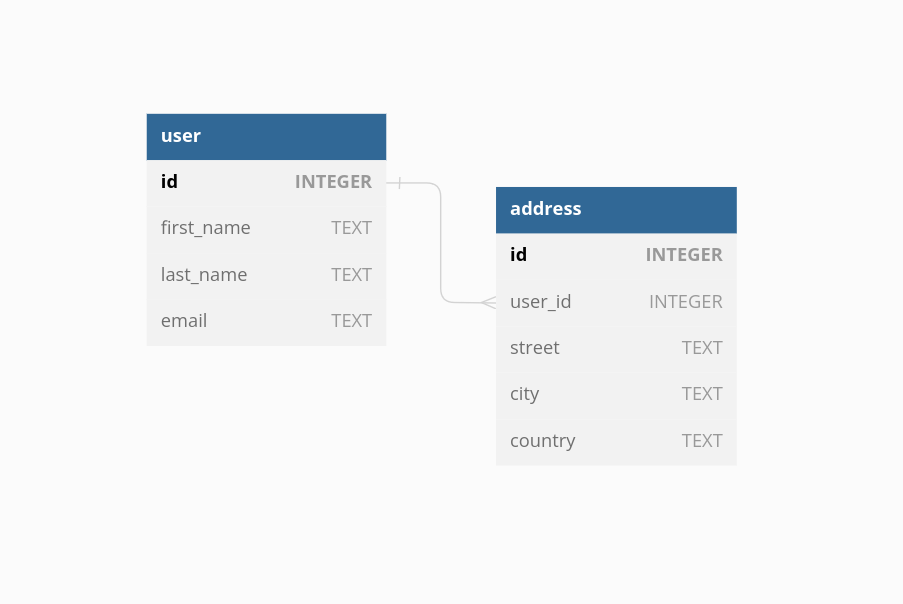 user
id INTEGER
first_name TEXT
last_name TEXT
email TEXT
address
id INTEGER
user_id INTEGER
street TEXT
city TEXT
country TEXT